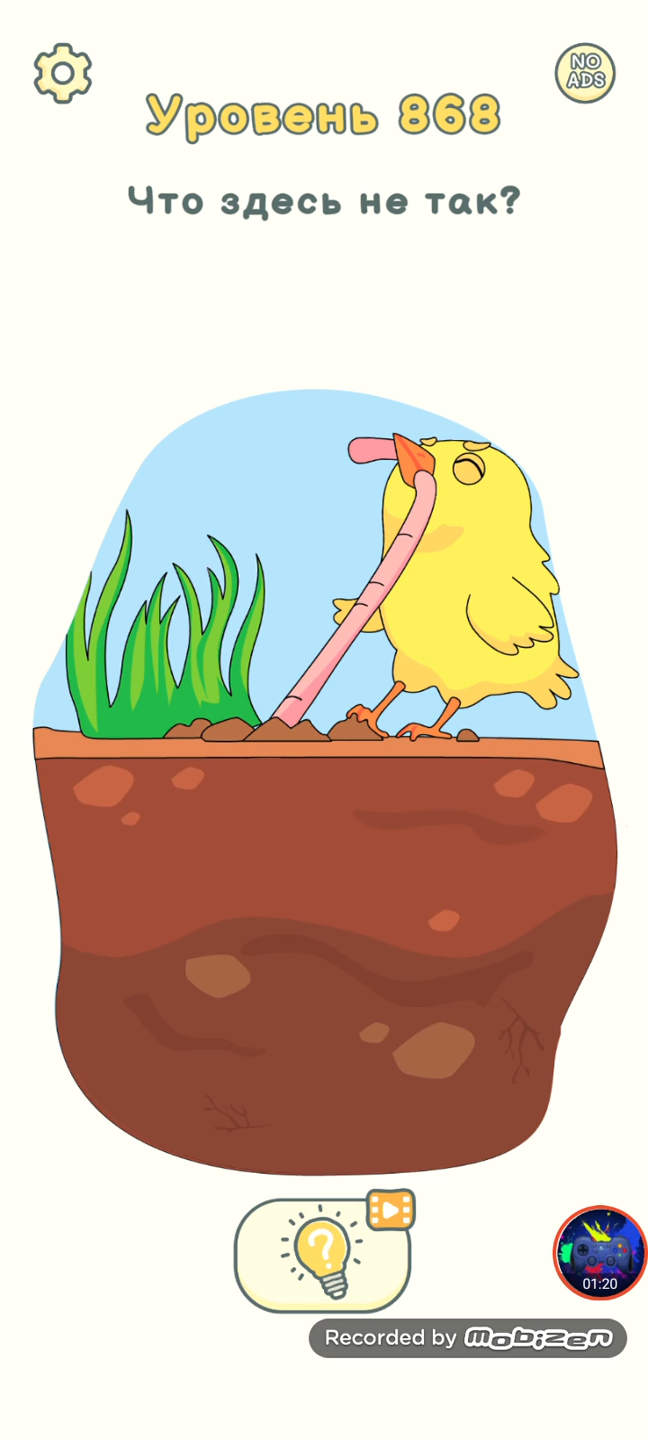 NO
ADS
Уровень 868
Что здесь не так?
?
01:20
Recorded by mobizen